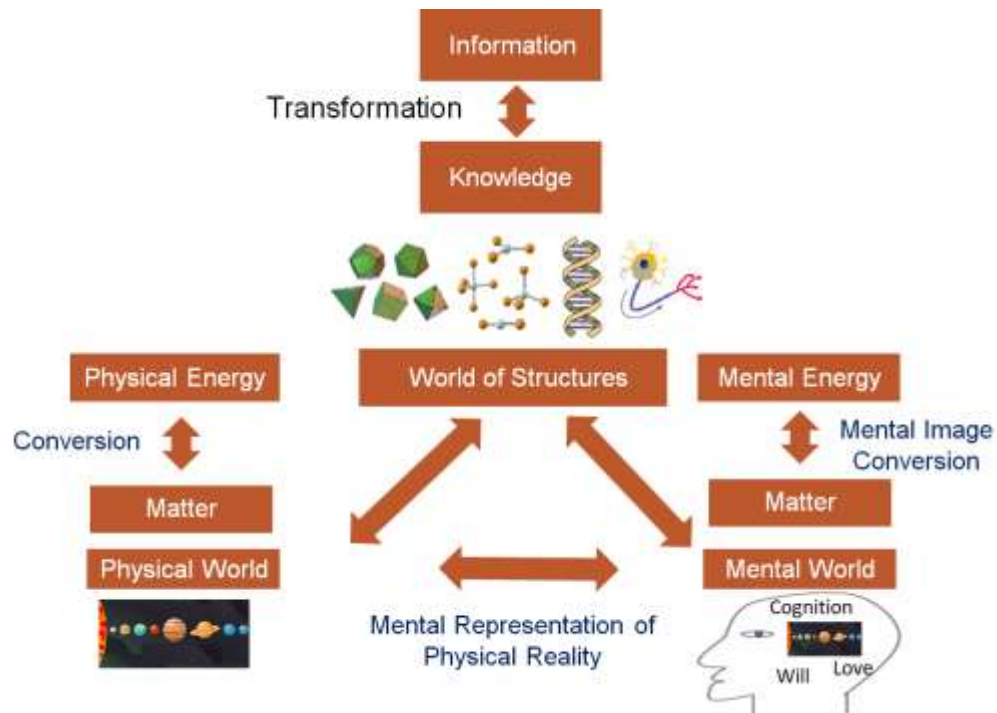 Information
Transformation
Knowledge
Physical Energy
World of Structures
Mental Energy
Conversion
Mental Image
Conversion
Matter
Matter
Physical World
Mental World
Mental Representation of
Physical Reality
Cognition
Will
Love